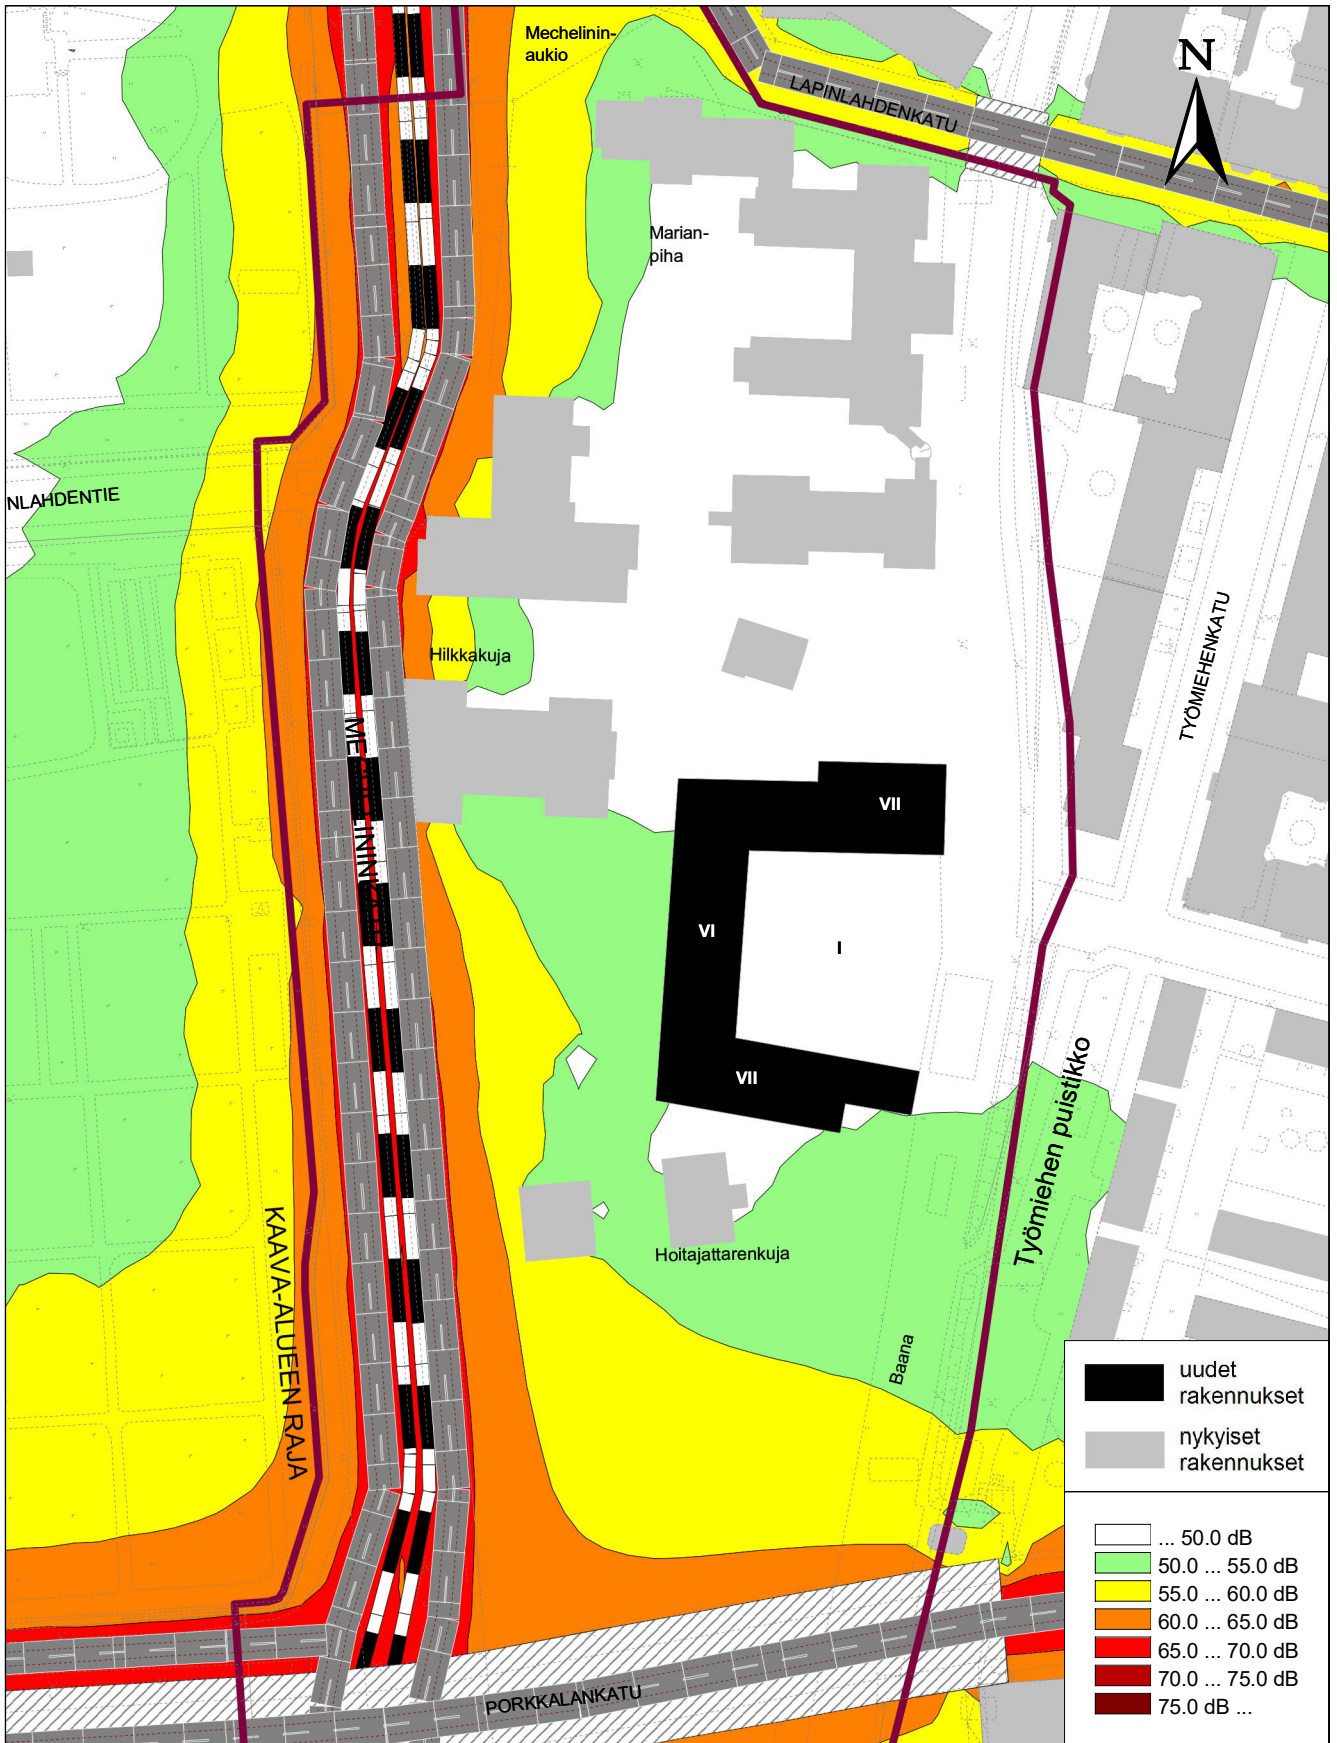 Mechelinin-
aukio
N
LAPINLAHDENKATU
Marian-
piha
NLAHDENTIE
TYÖMIEHENKATU
Hilkkakuja
VII
VI
I
VII
Työmiehen puistikko
KAAVA-ALUEEN RAJA
Hoitajattarenkuja
Baana
PORKKALANKATU
uudet
rakennukset
nykyiset
rakennukset
... 50.0 dB
50.0 ... 55.0 dB
55.0 ... 60.0 dB
60.0 ... 65.0 dB
65.0 ... 70.0 dB
70.0 ... 75.0 dB
75.0 dB ...